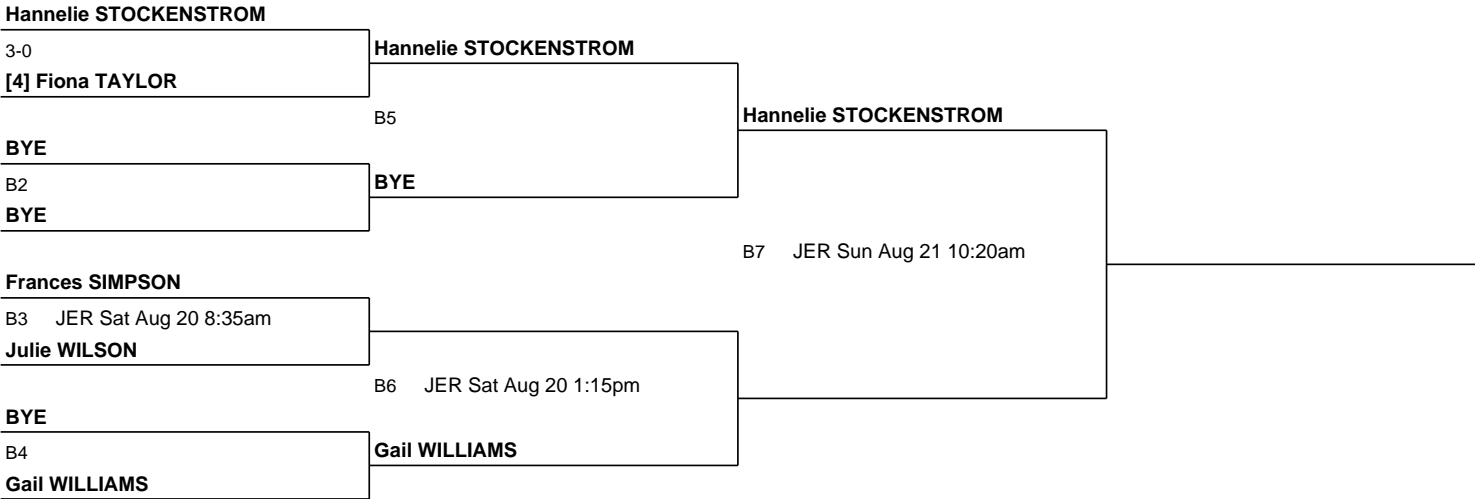 Hannelie STOCKENSTROM
3-0
Hannelie STOCKENSTROM
[4] Fiona TAYLOR
B5
Hannelie STOCKENSTROM
BYE
B2
BYE
BYE
B7 JER Sun Aug 21 10:20am
Frances SIMPSON
B3 JER Sat Aug 20 8:35am
Julie WILSON
B6 JER Sat Aug 20 1:15pm
BYE
B4
Gail WILLIAMS
Gail WILLIAMS